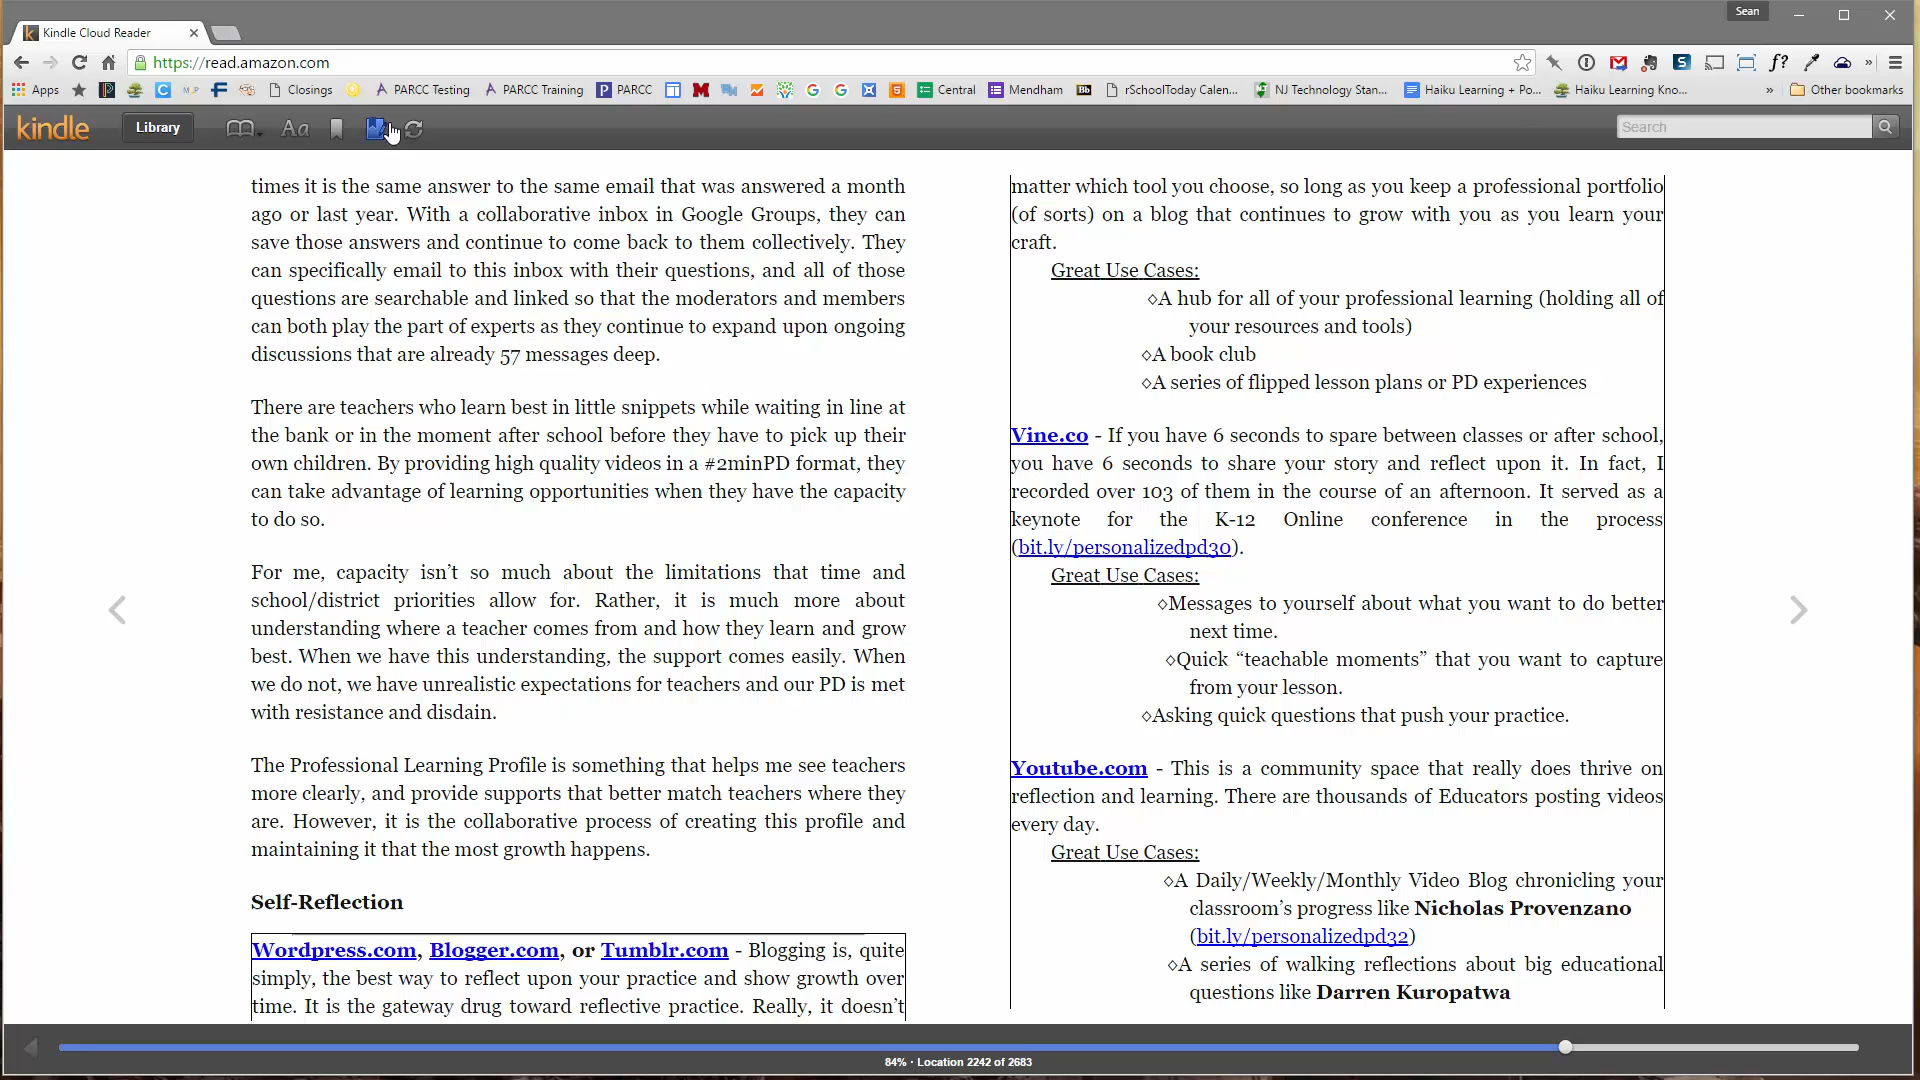 Sean
Kindle Cloud Reader
https://read.amazon.com
Apps
Closings
PARCC Testing
PARCC Training
PARCC
Central
Mendham
Bb
rSchoolToday Calen...
NJ Technology Stan...
Haiku Learning + Po...
Haiku Learning Kno...
Other bookmarks
kindle
Library
Aa
Search
times it is the same answer to the same email that was answered a month
ago or last year. With a collaborative inbox in Google Groups, they can
save those answers and continue to come back to them collectively. They
can specifically email to this inbox with their questions, and all of those
questions are searchable and linked so that the moderators and members
can both play the part of experts as they continue to expand upon ongoing
discussions that are already 57 messages deep.
There are teachers who learn best in little snippets while waiting in line at
the bank or in the moment after school before they have to pick up their
own children. By providing high quality videos in a #2minPD format, they
can take advantage of learning opportunities when they have the capacity
to do so.
For me, capacity isn’t so much about the limitations that time and
school/district priorities allow for. Rather, it is much more about
understanding where a teacher comes from and how they learn and grow
best. When we have this understanding, the support comes easily. When
we do not, we have unrealistic expectations for teachers and our PD is met
with resistance and disdain.
The Professional Learning Profile is something that helps me see teachers
more clearly, and provide supports that better match teachers where they
are. However, it is the collaborative process of creating this profile and
maintaining it that the most growth happens.
Self-Reflection
Wordpress.com, Blogger.com, or Tumblr.com - Blogging is, quite
simply, the best way to reflect upon your practice and show growth over
time. It is the gateway drug toward reflective practice. Really, it doesn’t
matter which tool you choose, so long as you keep a professional portfolio
(of sorts) on a blog that continues to grow with you as you learn your
craft.
Great Use Cases:
◊A hub for all of your professional learning (holding all of
your resources and tools)
◊A book club
◊A series of flipped lesson plans or PD experiences
Vine.co - If you have 6 seconds to spare between classes or after school,
you have 6 seconds to share your story and reflect upon it. In fact, I
recorded over 103 of them in the course of an afternoon. It served as a
keynote for the K-12 Online conference in the process
(bit.ly/personalizedpd30).
Great Use Cases:
◊Messages to yourself about what you want to do better
next time.
◊Quick “teachable moments” that you want to capture
from your lesson.
◊Asking quick questions that push your practice.
Youtube.com - This is a community space that really does thrive on
reflection and learning. There are thousands of Educators posting videos
every day.
Great Use Cases:
◊A Daily/Weekly/Monthly Video Blog chronicling your
classroom’s progress like Nicholas Provenzano
(bit.ly/personalizedpd32)
◊A series of walking reflections about big educational
questions like Darren Kuropatwa
84% · Location 2242 of 2683